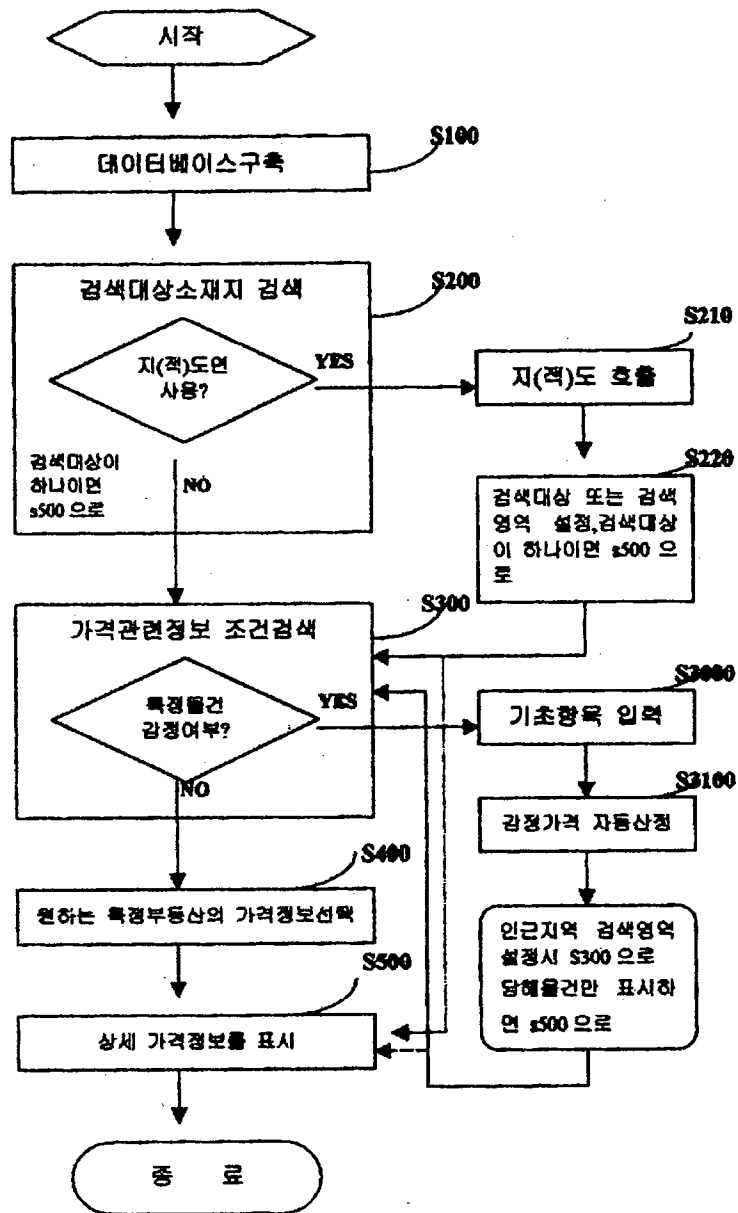 시작
S100
데이터베이스구축
검색대상소재지 검색
S200
지(적)도면
사용?
YES
검색대상이
하나이면
s500 으로
NO
S210
지(적)도 호출
S220
검색대상 또는 검색
영역 설정,검색대상
이 하나이면 s500 으
로
S300
가격관련정보 조건검색
특정물건
감정여부?
YES
NO
S3000
기초항목 입력
S3100
감정가격 자동산정
인근지역 검색영역
설정시 S300 으로
당해물건만 표시하
면 s500 으로
S400
원하는 특정부동산의 가격정보선택
S500
상세 가격정보를 표시
종 료